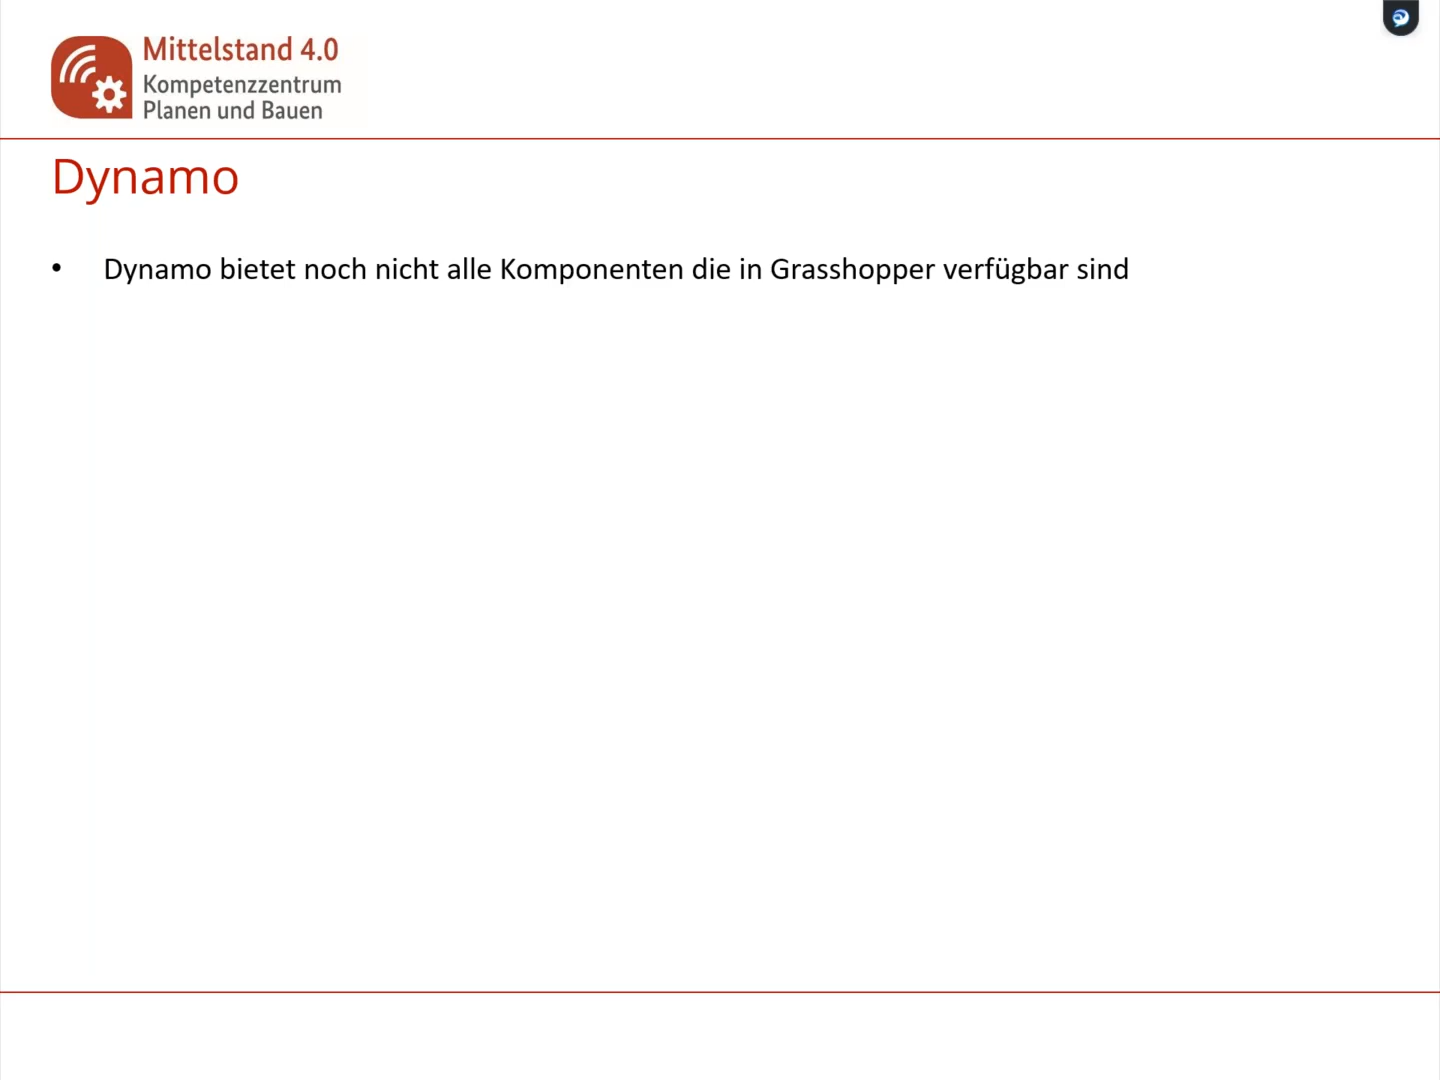 Mittelstand 4.0
Kompetenzzentrum
Planen und Bauen
Dynamo
• Dynamo bietet noch nicht alle Komponenten die in Grasshopper verfügbar sind